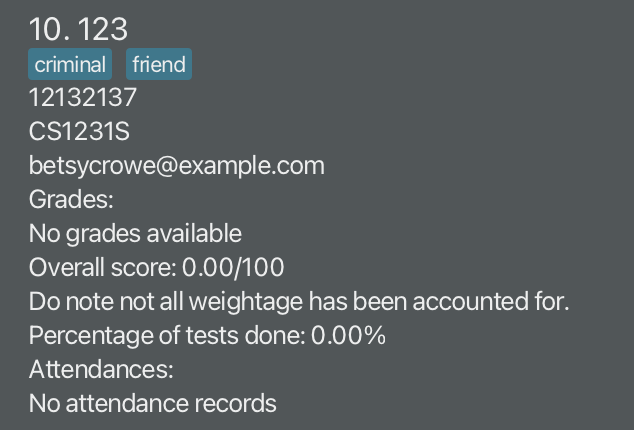 10. 123
criminal friend
12132137
CS1231S
betsycrowe@example.com
Grades:
No grades available
Overall score: 0.00/100
Do note not all weightage has been accounted for.
Percentage of tests done: 0.00%
Attendances:
No attendance records